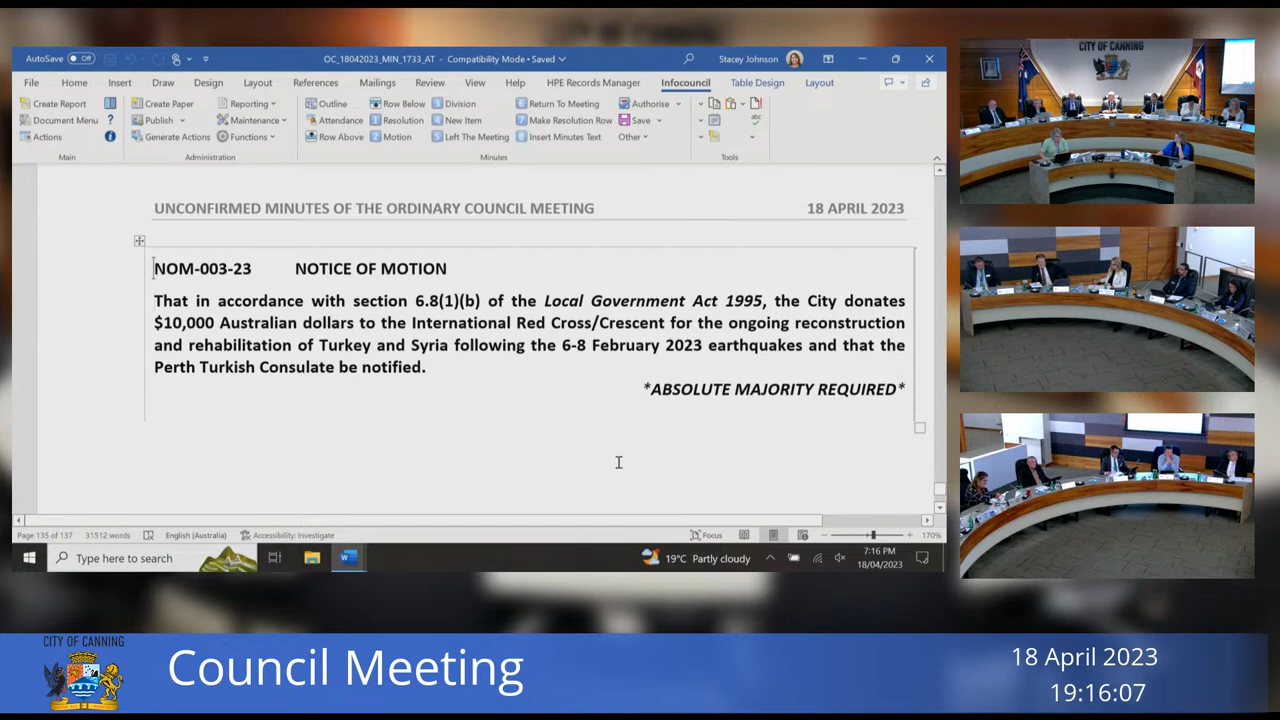 AutoSave Off OC_18042023_MIN_1733_AT - Compatibility Mode • Saved Stacey Johnson
File Home Insert Draw Design Layout References Mailings Review View Help HPE Records Manager Infocouncil Table Design Layout
Create Report Create Paper Reporting Outline Row Below Division Return To Meeting Authorise
Document Menu ? Publish Maintenance Attendance Resolution New Item Make Resolution Row Save
Actions Generate Actions Functions Row Above Motion Left The Meeting Insert Minutes Text Other
Main Administration Minutes Tools
UNCONFIRMED MINUTES OF THE ORDINARY COUNCIL MEETING 18 APRIL 2023
NOM-003-23 NOTICE OF MOTION
That in accordance with section 6.8(1)(b) of the Local Government Act 1995, the City donates
$10,000 Australian dollars to the International Red Cross/Crescent for the ongoing reconstruction
and rehabilitation of Turkey and Syria following the 6-8 February 2023 earthquakes and that the
Perth Turkish Consulate be notified.
*ABSOLUTE MAJORITY REQUIRED*
Page 135 of 137 31512 words English (Australia) Accessibility: Investigate Focus 170%
Type here to search 19°C Partly cloudy 7:16 PM
18/04/2023
CITY OF CANNING
CITY OF CANNING
Council Meeting
18 April 2023
19:16:07